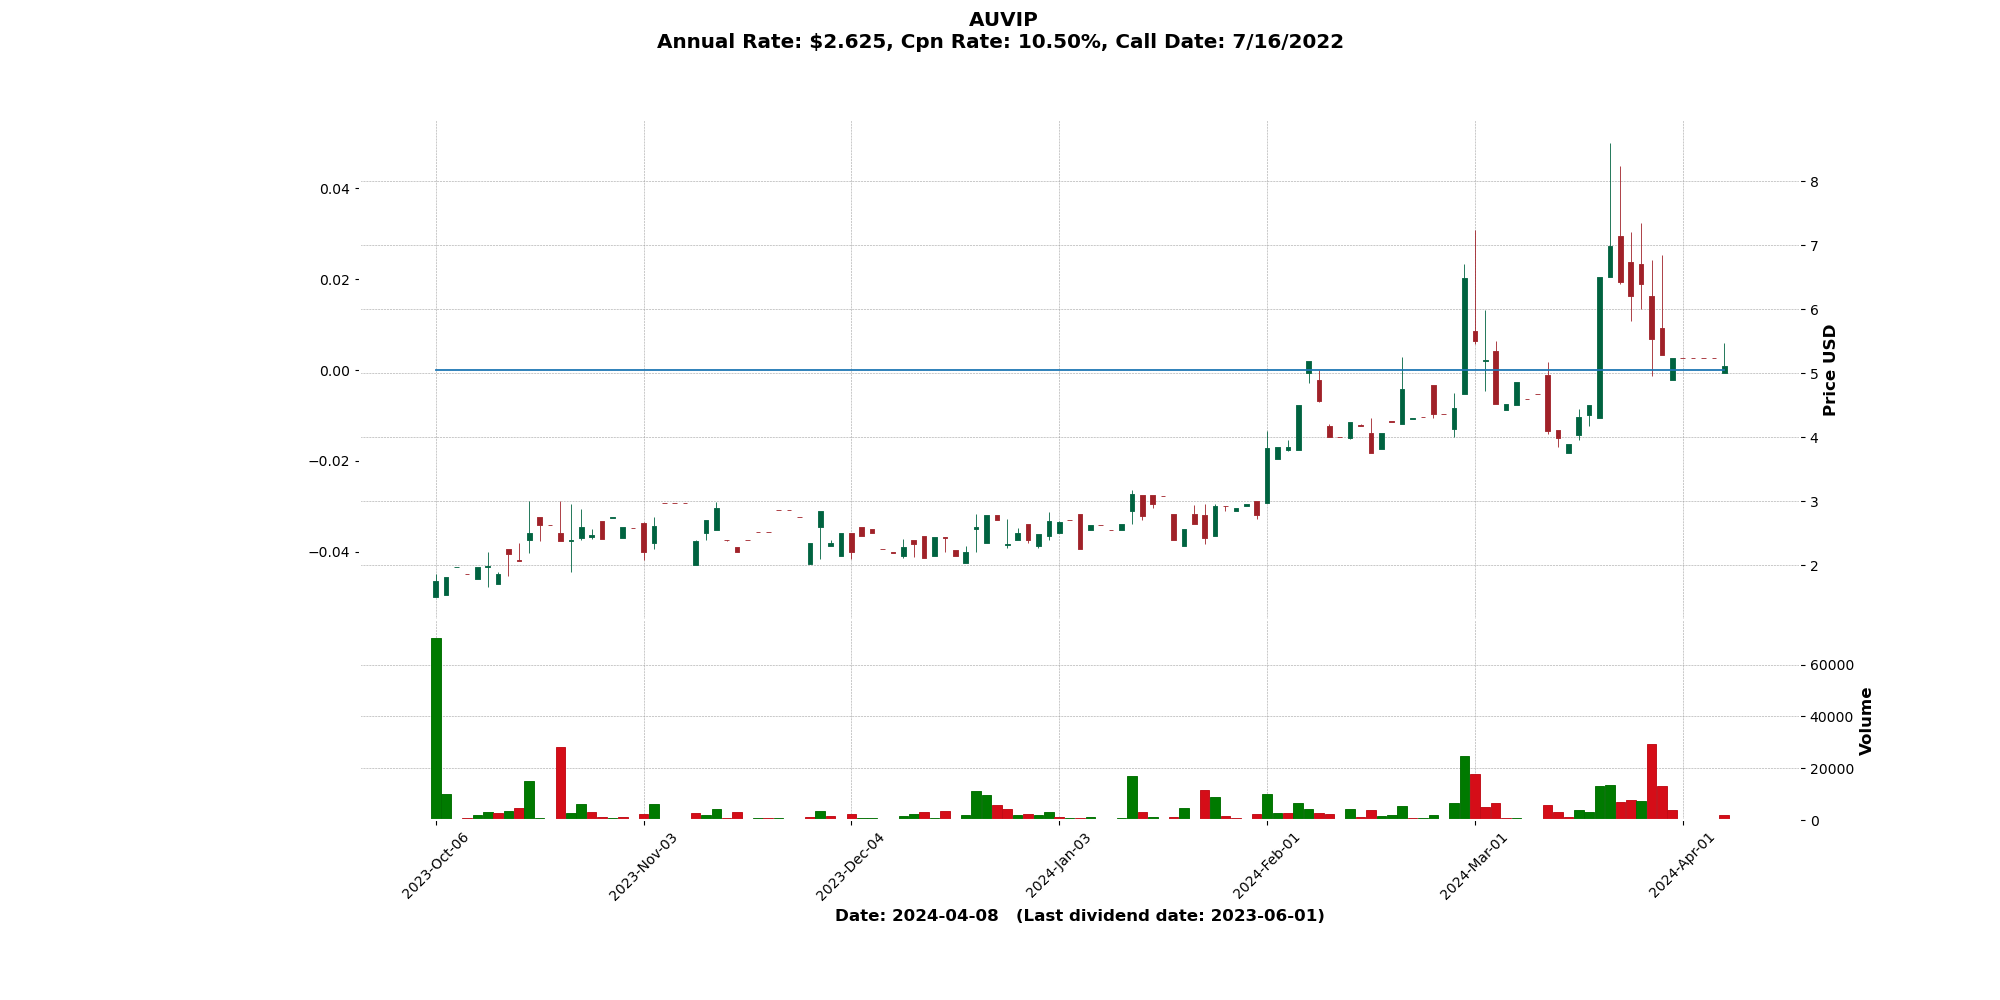 AUVIP
Annual Rate: $2.625, Cpn Rate: 10.50%, Call Date: 7/16/2022
0.04
0.02
0.00
−0.02
−0.04
8
7
6
5
4
3
2
Price USD
60000
40000
20000
0
Volume
2023-Oct-06
2023-Nov-03
2023-Dec-04
2024-Jan-03
2024-Feb-01
2024-Mar-01
2024-Apr-01
Date: 2024-04-08   (Last dividend date: 2023-06-01)